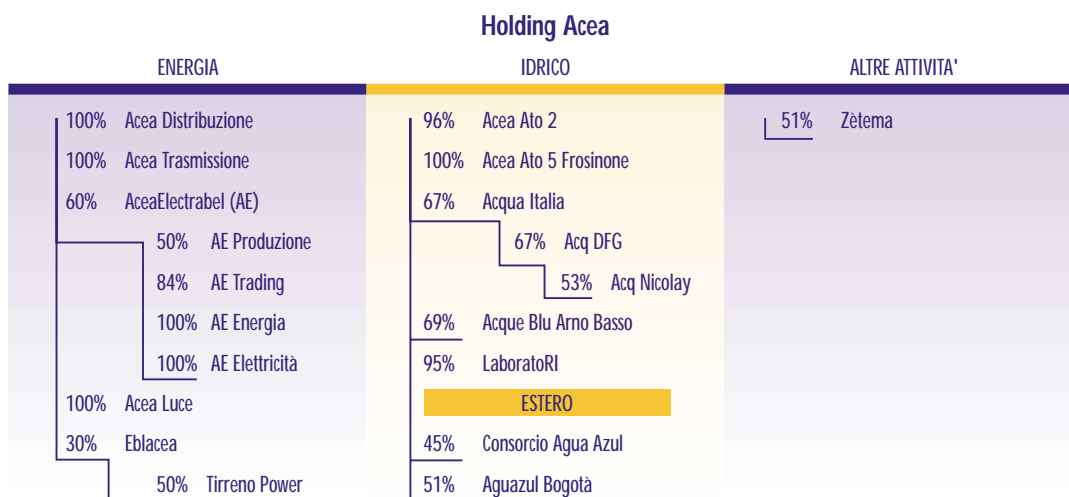 Holding Acea
ENERGIA
100% Acea Distribuzione
100% Acea Trasmissione
60% AceaElectrabel (AE)
50% AE Produzione
84% AE Trading
100% AE Energia
100% AE Elettricità
100% Acea Luce
30% Eblacea
50% Tirreno Power
IDRICO
96% Acea Ato 2
100% Acea Ato 5 Frosinone
67% Acqua Italia
67% Acq DFG
53% Acq Nicolay
69% Acque Blu Arno Basso
95% LaboratoRI
ESTERO
45% Consorcio Agua Azul
51% Aguazul Bogotà
ALTRE ATTIVITA'
51% Zètema